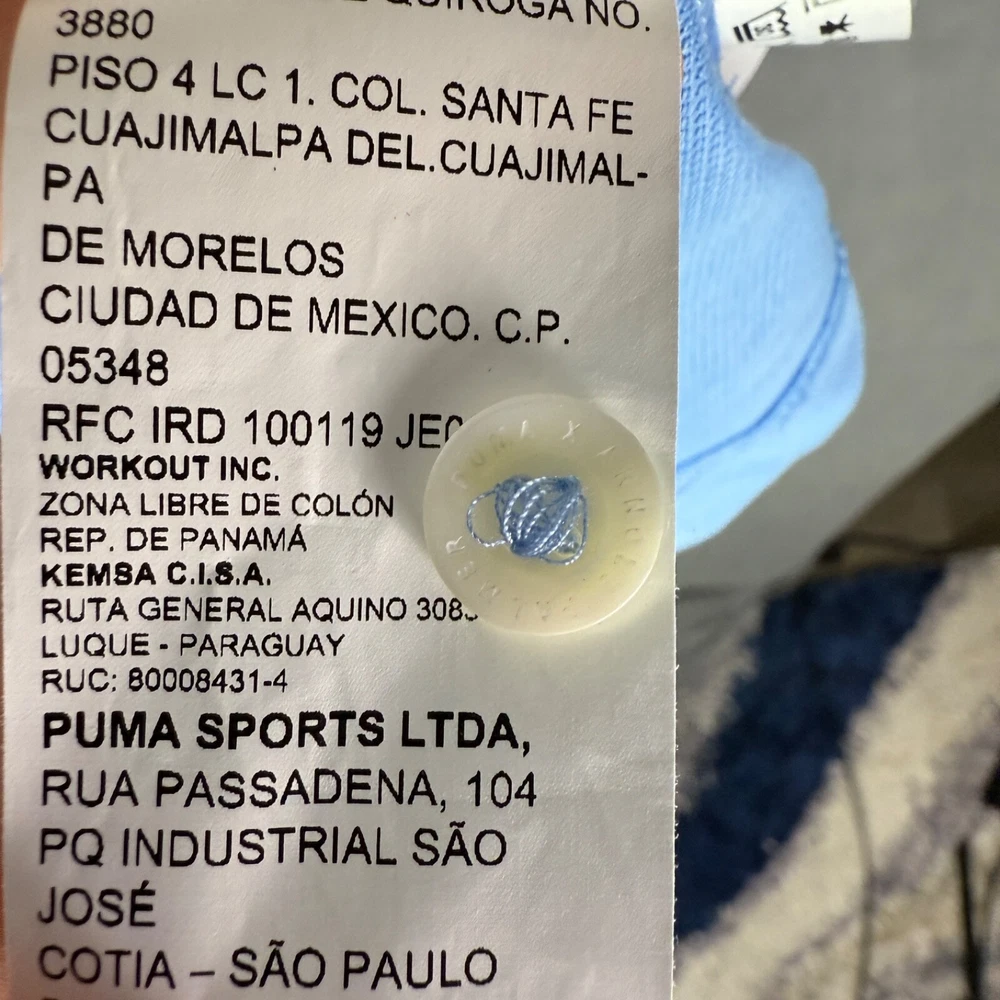 QUIROGA NO.
3880
PISO 4 LC 1. COL. SANTA FE
CUAJIMALPA DEL.CUAJIMAL-
PA
DE MORELOS
CIUDAD DE MEXICO. C.P.
05348
RFC IRD 100119
WORKOUT INC.
ZONA LIBRE DE COLÓN
REP. DE PANAMÁ
KEMSA C.I.S.A.
RUTA GENERAL AQUINO
LUQUE - PARAGUAY
RUC: 80008431-4
PUMA SPORTS LTDA,
RUA PASSADENA, 104
PQ INDUSTRIAL SÃO
JOSÉ
COTIA – SÃO PAULO